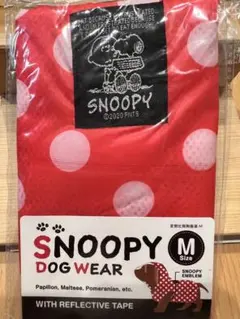 SNOOPY
©2020 PNTS
SNOOPY
DOG WEAR
M
Size
SNOOPY
EMBLEM
Papillon, Maltese, Pomeranian, etc.
WITH REFLECTIVE TAPE